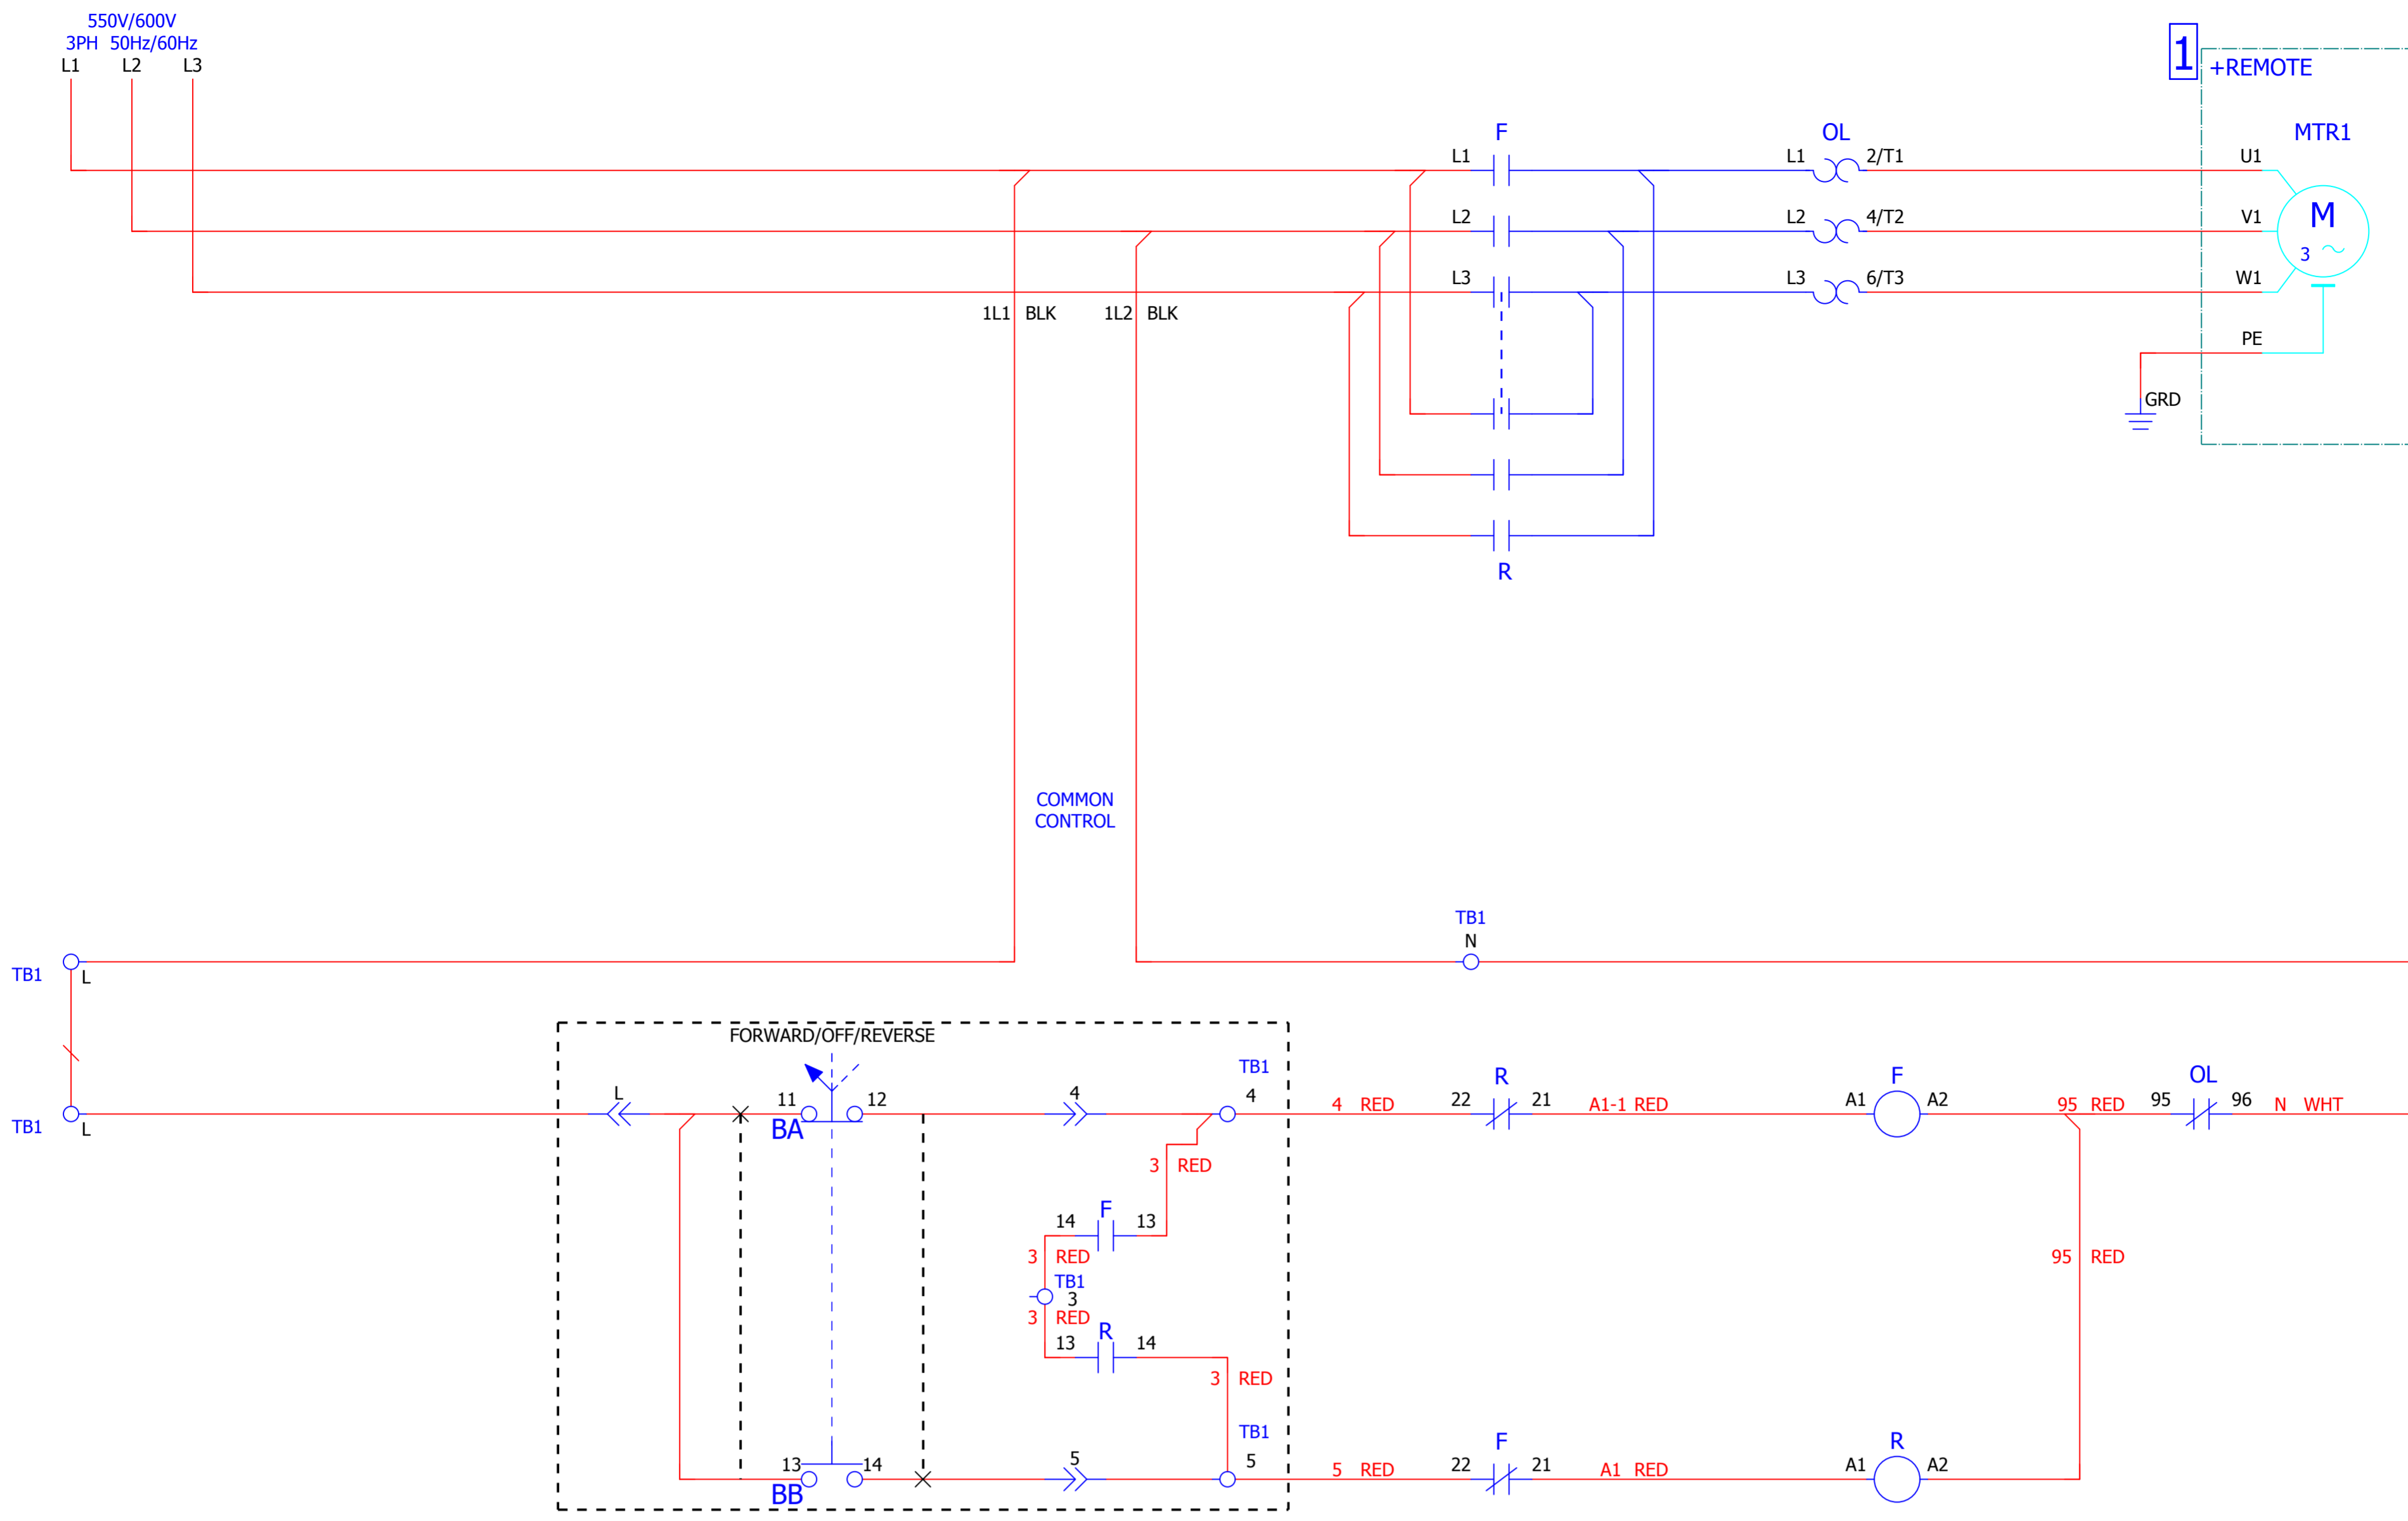 550V/600V
3PH 50Hz/60Hz
L1 L2 L3
1
+REMOTE
F OL MTR1
L1 L1 2/T1 U1
L2 L2 4/T2 V1 M
3
L3 L3 6/T3 W1
1L1 BLK 1L2 BLK
PE
GRD
R
COMMON
CONTROL
TB1
N
TB1 L
FORWARD/OFF/REVERSE
TB1
R F OL
L 11 12 4 4 4 RED 22 21 A1-1 RED A1 A2 95 RED 95 96 N WHT
TB1 L
BA
3 RED
F
14 13
3 RED 95 RED
TB1
3
3 RED
R
13 14
3 RED
TB1
F R
13 14 5 5 5 RED 22 21 A1 RED A1 A2
BB